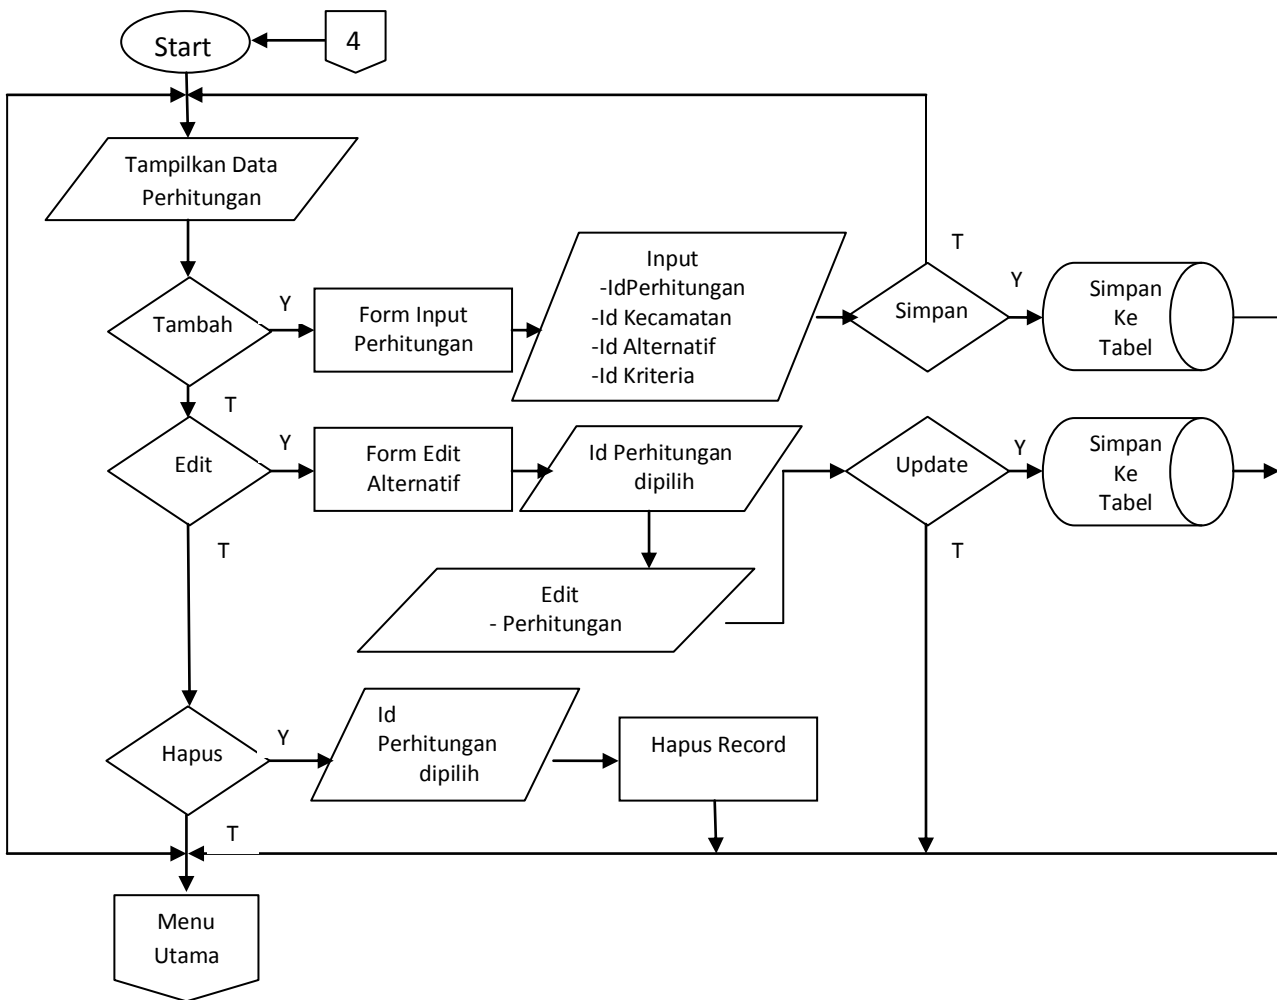 Start
4
Tampilkan Data
Perhitungan
Tambah
Y
T
Form Input
Perhitungan
Input
-IdPerhitungan
-Id Kecamatan
-Id Alternatif
-Id Kriteria
Simpan
T
Y
Simpan
Ke
Tabel
Edit
Y
T
Form Edit
Alternatif
Id Perhitungan
dipilih
Edit
- Perhitungan
Update
Y
T
Simpan
Ke
Tabel
Hapus
Y
T
Id
Perhitungan
dipilih
Hapus Record
Menu
Utama